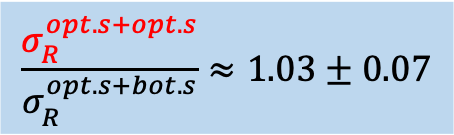 σ_R^{opt.s+opt.s} / σ_R^{opt.s+bot.s} ≈ 1.03 ± 0.07